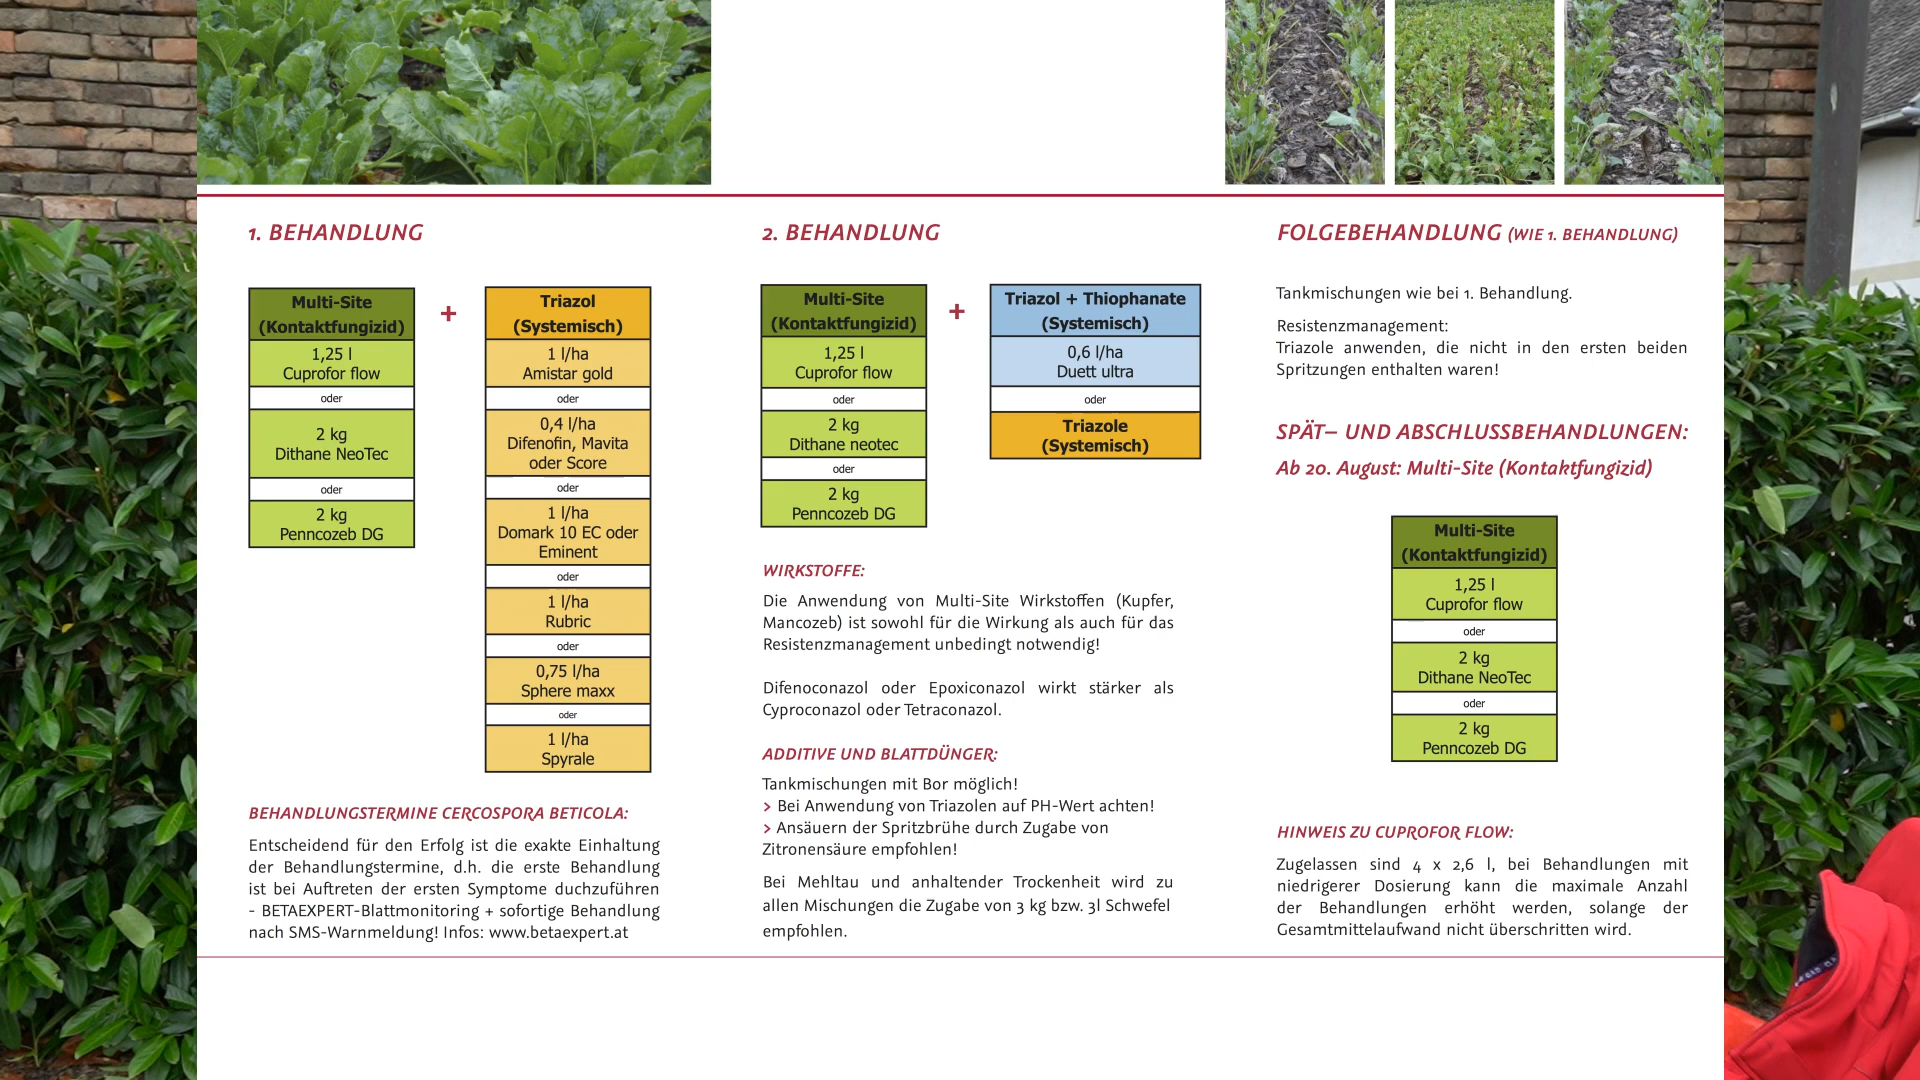 1. BEHANDLUNG
Multi-Site
(Kontaktfungizid)
1,25 l
Cuprofor flow
oder
2 kg
Dithane NeoTec
oder
2 kg
Penncozeb DG
+
Triazol
(Systemisch)
1 l/ha
Amistar gold
oder
0,4 l/ha
Difenofin, Mavita
oder Score
oder
1 l/ha
Domark 10 EC oder
Eminent
oder
1 l/ha
Rubric
oder
0,75 l/ha
Sphere maxx
oder
1 l/ha
Spyrale
BEHANDLUNGSTERMINE CERCOSPORA BETICOLA:
Entscheidend für den Erfolg ist die exakte Einhaltung
der Behandlungstermine, d.h. die erste Behandlung
ist bei Auftreten der ersten Symptome duchzuführen
- BETAEXPERT-Blattmonitoring + sofortige Behandlung
nach SMS-Warnmeldung! Infos: www.betaexpert.at
2. BEHANDLUNG
Multi-Site
(Kontaktfungizid)
1,25 l
Cuprofor flow
oder
2 kg
Dithane neotec
oder
2 kg
Penncozeb DG
+
Triazol + Thiophanate
(Systemisch)
0,6 l/ha
Duett ultra
oder
Triazole
(Systemisch)
WIRKSTOFFE:
Die Anwendung von Multi-Site Wirkstoffen (Kupfer,
Mancozeb) ist sowohl für die Wirkung als auch für das
Resistenzmanagement unbedingt notwendig!
Difenoconazol oder Epoxiconazol wirkt stärker als
Cyproconazol oder Tetraconazol.
ADDITIVE UND BLATTDÜNGER:
Tankmischungen mit Bor möglich!
> Bei Anwendung von Triazolen auf PH-Wert achten!
> Ansäuern der Spritzbrühe durch Zugabe von
Zitronensäure empfohlen!
Bei Mehltau und anhaltender Trockenheit wird zu
allen Mischungen die Zugabe von 3 kg bzw. 3l Schwefel
empfohlen.
FOLGEBEHANDLUNG (WIE 1. BEHANDLUNG)
Tankmischungen wie bei 1. Behandlung.
Resistenzmanagement:
Triazole anwenden, die nicht in den ersten beiden
Spritzungen enthalten waren!
SPÄT– UND ABSCHLUSSBEHANDLUNGEN:
Ab 20. August: Multi-Site (Kontaktfungizid)
Multi-Site
(Kontaktfungizid)
1,25 l
Cuprofor flow
oder
2 kg
Dithane NeoTec
oder
2 kg
Penncozeb DG
HINWEIS ZU CUPROFOR FLOW:
Zugelassen sind 4 x 2,6 l, bei Behandlungen mit
niedrigerer Dosierung kann die maximale Anzahl
der Behandlungen erhöht werden, solange der
Gesamtmittelaufwand nicht überschritten wird.